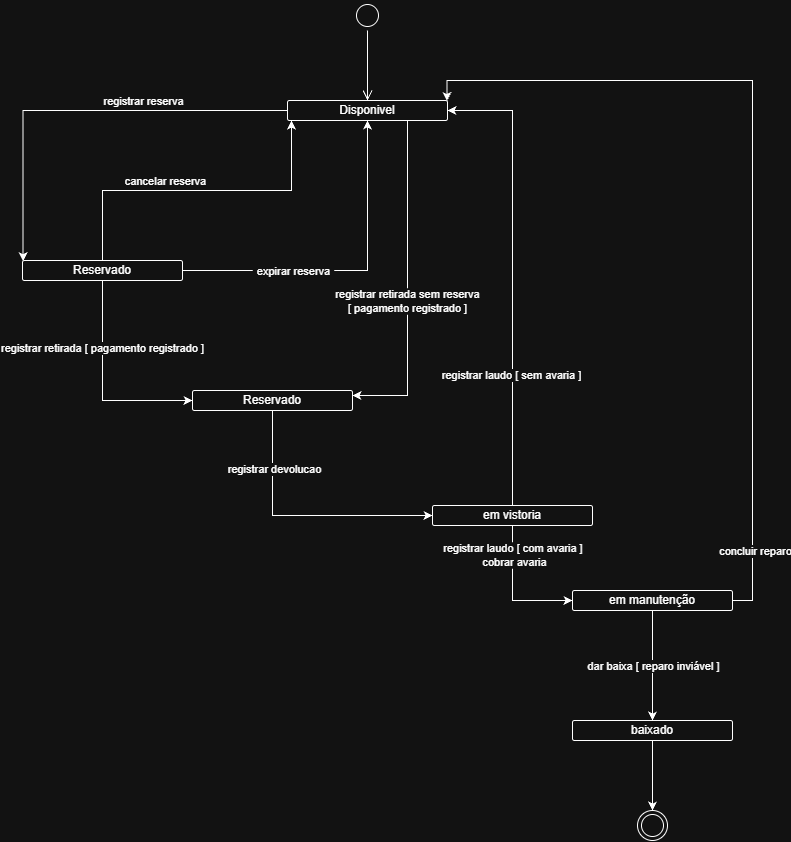 registrar reserva
Disponivel
cancelar reserva
Reservado
expirar reserva
registrar retirada sem reserva
[ pagamento registrado ]
registrar retirada [ pagamento registrado ]
registrar laudo [ sem avaria ]
Reservado
registrar devolucao
em vistoria
registrar laudo [ com avaria ]
cobrar avaria
concluir reparo
em manutenção
dar baixa [ reparo inviável ]
baixado